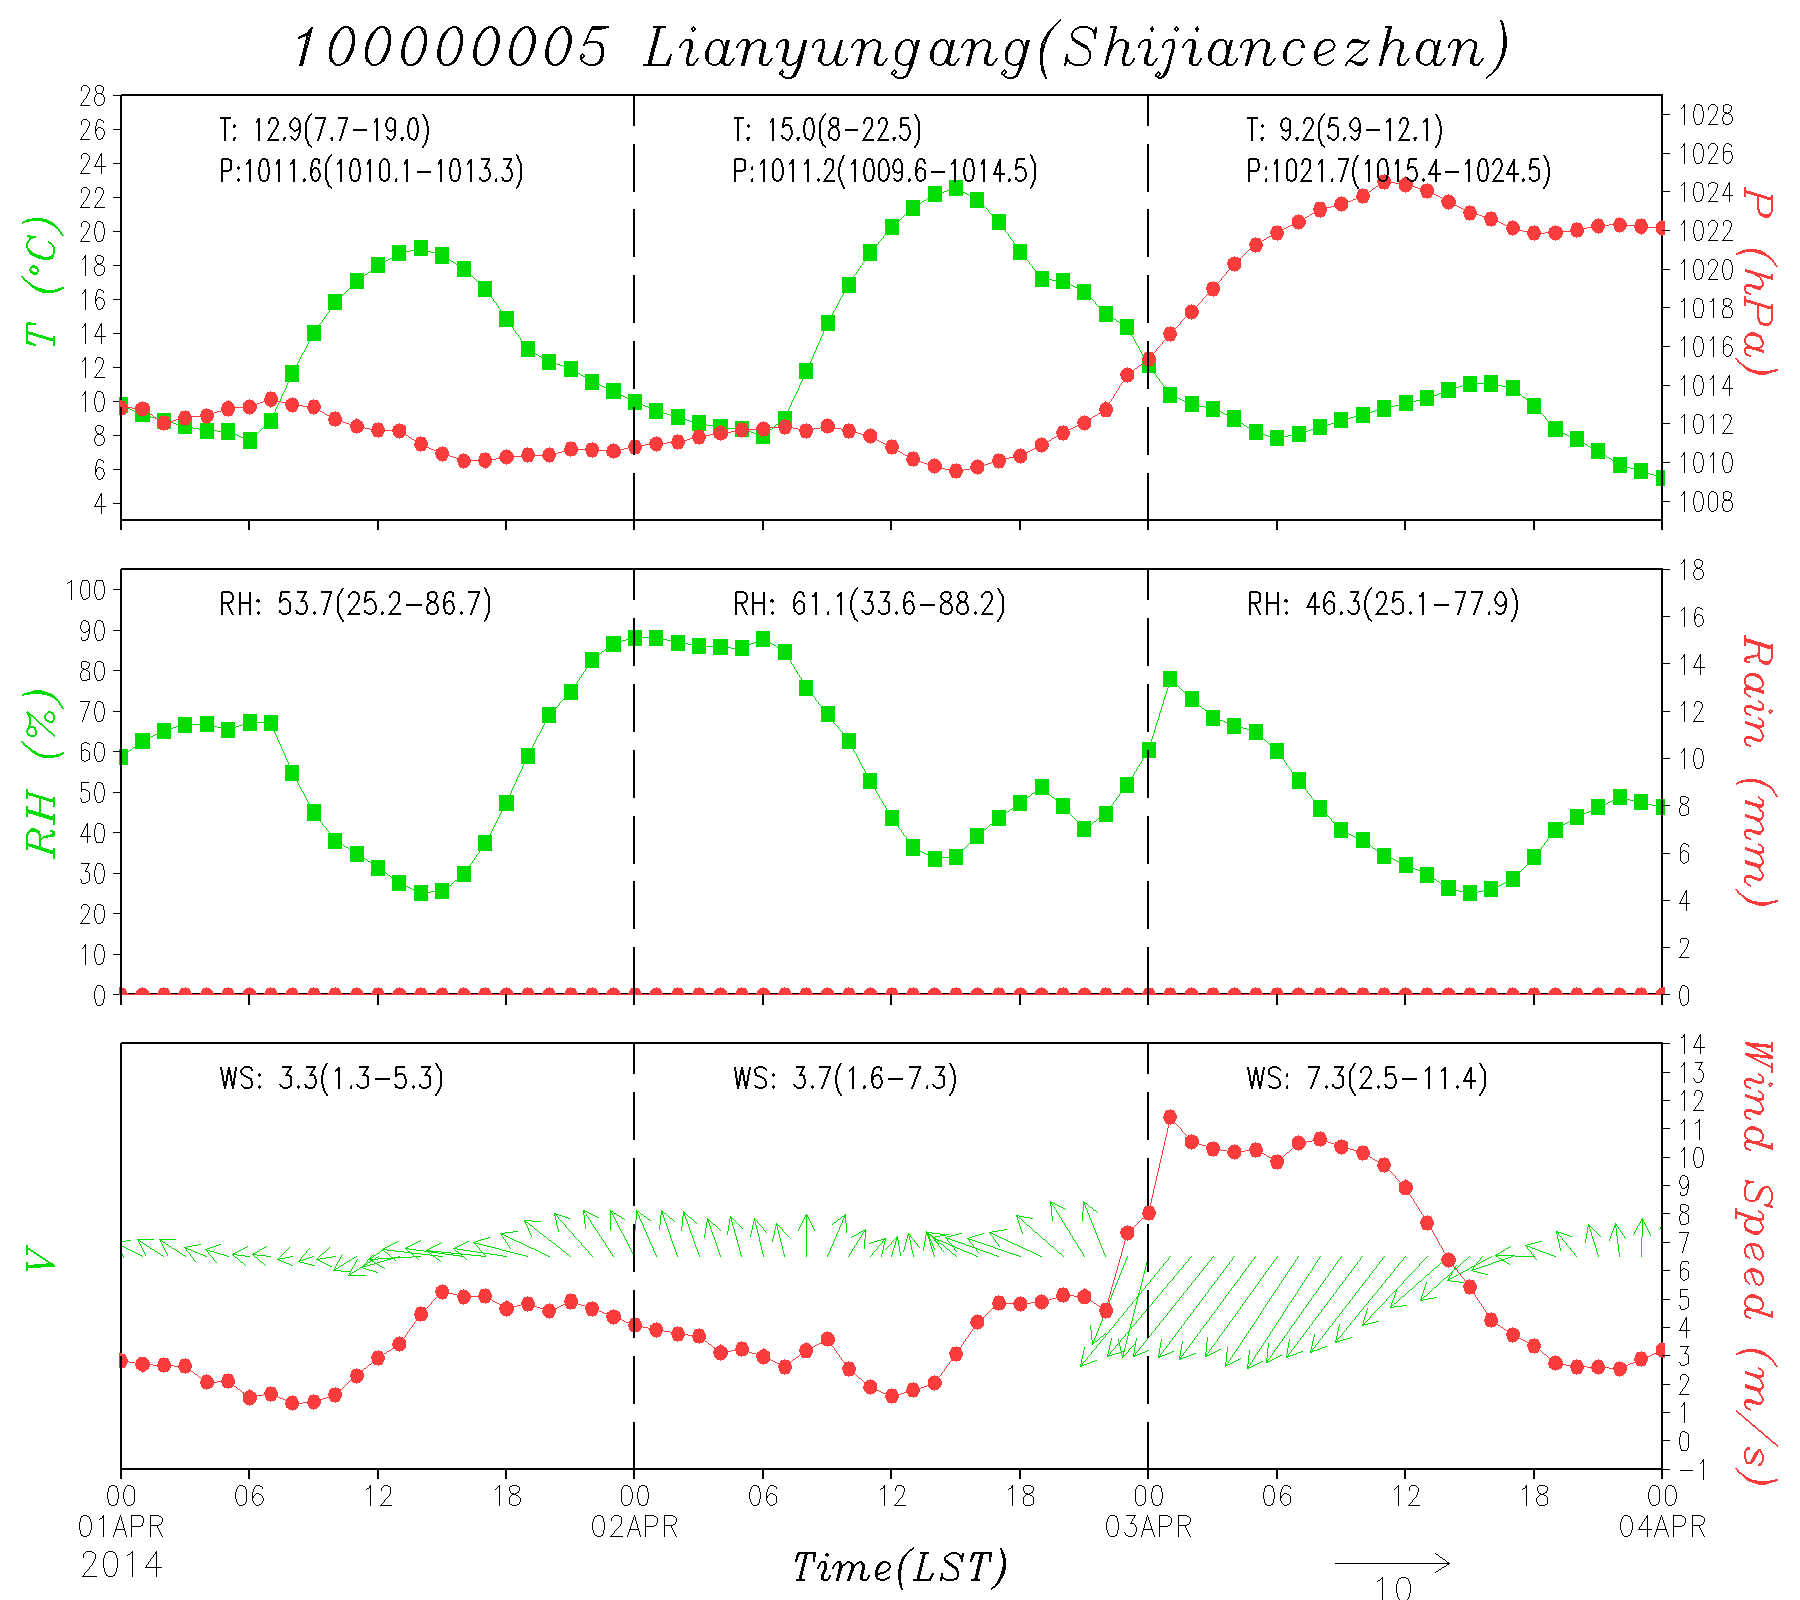 100000005 Lianyungang(Shijiancezhan)
T: 12.9(7.7-19.0)
P:1011.6(1010.1-1013.3)
T: 15.0(8-22.5)
P:1011.2(1009.6-1014.5)
T: 9.2(5.9-12.1)
P:1021.7(1015.4-1024.5)
T (°C)
28
26
24
22
20
18
16
14
12
10
8
6
4
P (hPa)
1028
1026
1024
1022
1020
1018
1016
1014
1012
1010
1008
RH: 53.7(25.2-86.7)
RH: 61.1(33.6-88.2)
RH: 46.3(25.1-77.9)
RH (%)
100
90
80
70
60
50
40
30
20
10
0
Rain (mm)
18
16
14
12
10
8
6
4
2
0
WS: 3.3(1.3-5.3)
WS: 3.7(1.6-7.3)
WS: 7.3(2.5-11.4)
V
Wind Speed (m/s)
14
13
12
11
10
9
8
7
6
5
4
3
2
1
0
-1
00 06 12 18 00 06 12 18 00 06 12 18 00
01APR 02APR 03APR 04APR
2014
Time(LST)
10